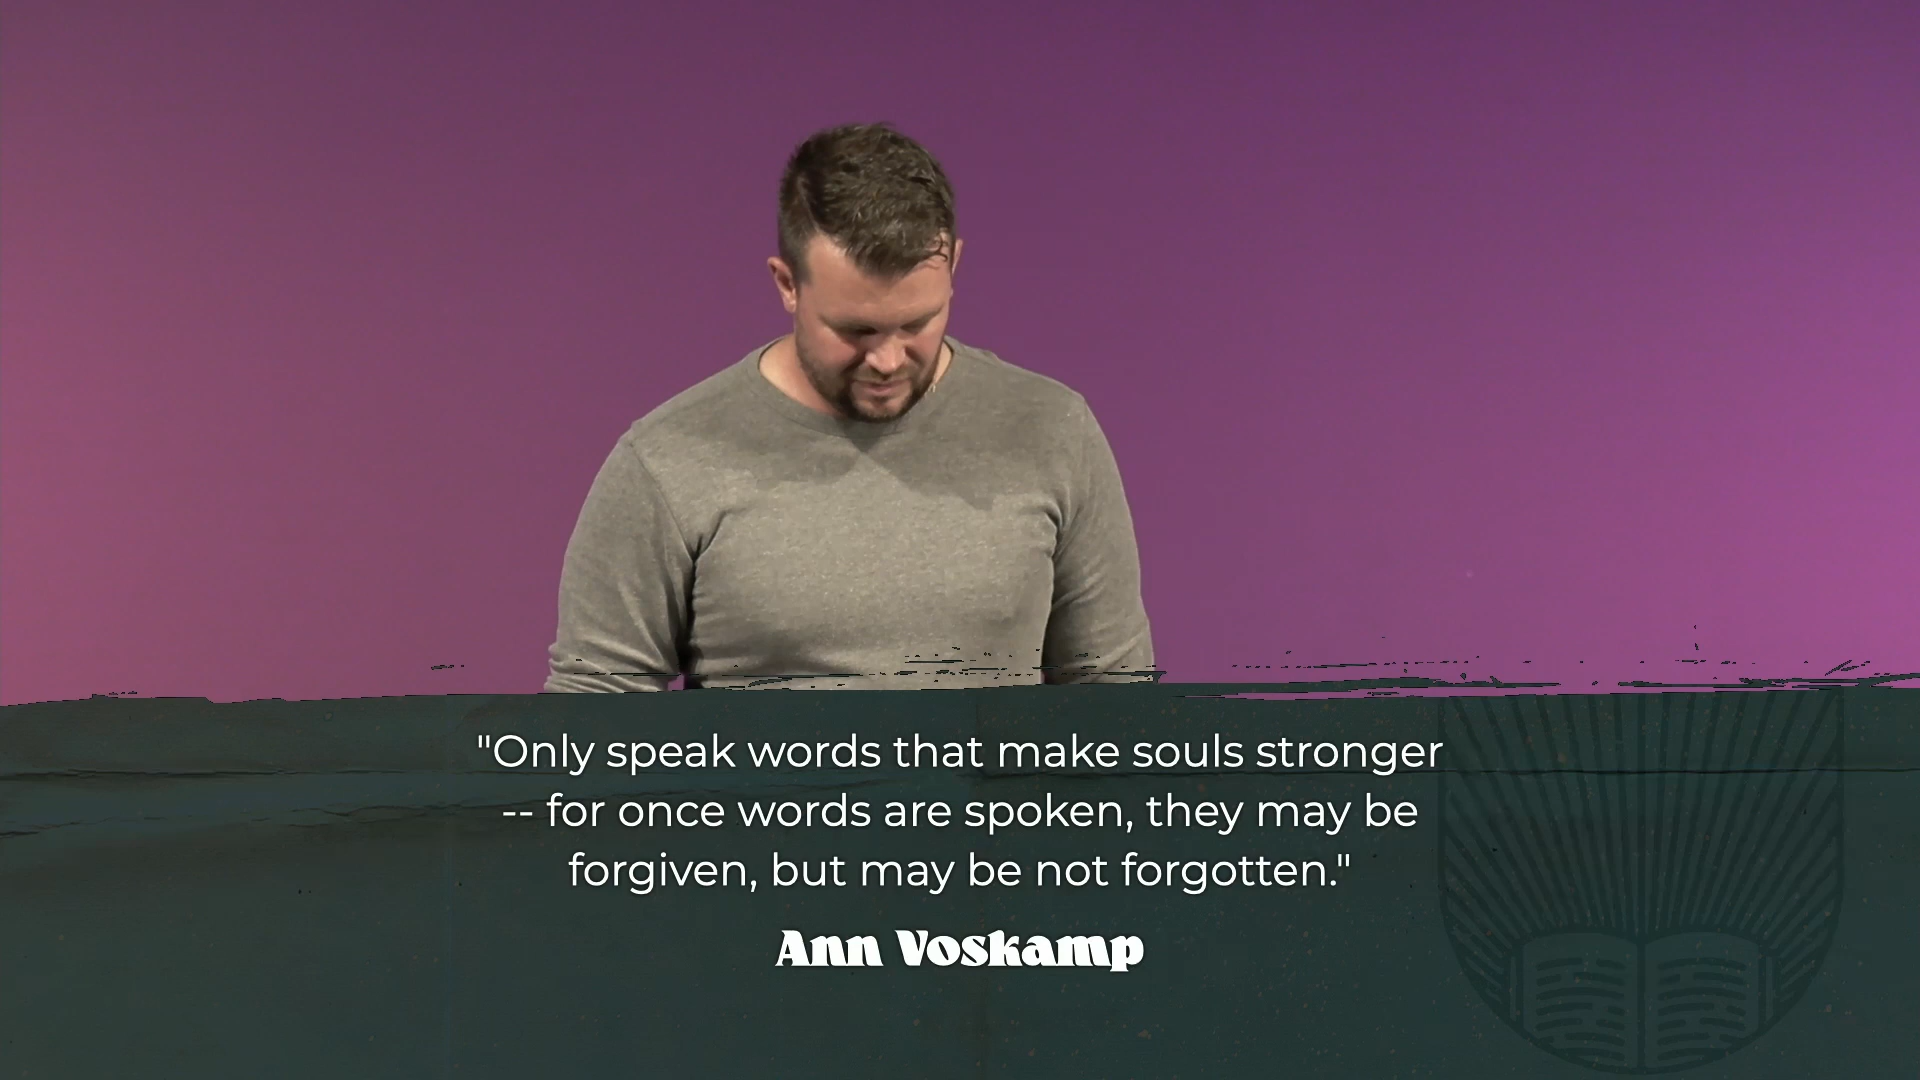 "Only speak words that make souls stronger
-- for once words are spoken, they may be
forgiven, but may be not forgotten."
Ann Voskamp